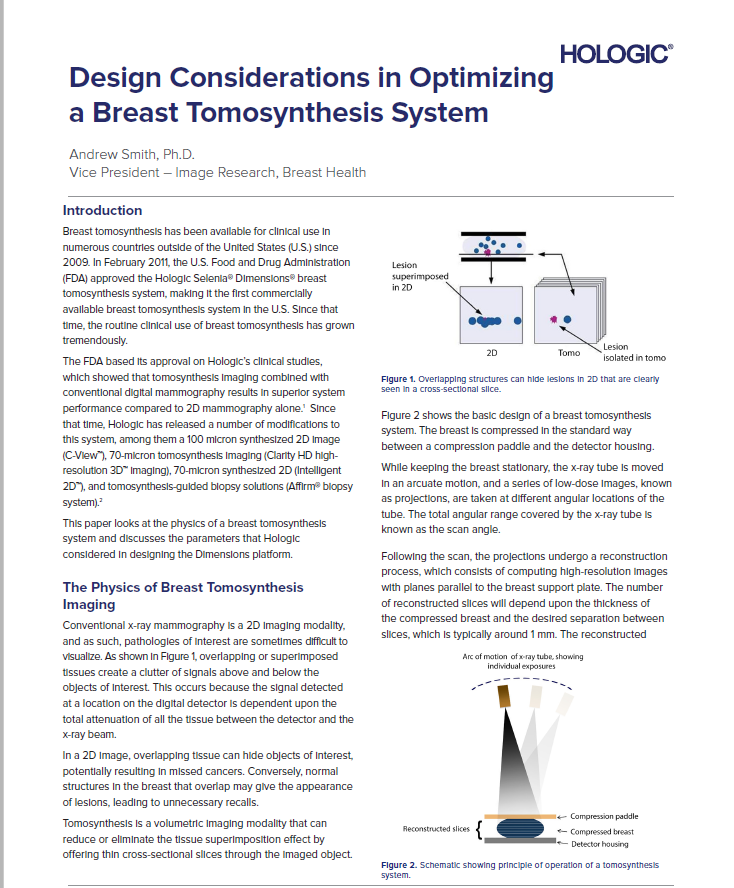 HOLOGIC®
Design Considerations in Optimizing
a Breast Tomosynthesis System
Andrew Smith, Ph.D.
Vice President – Image Research, Breast Health
Introduction
Breast tomosynthesis has been available for clinical use in
numerous countries outside of the United States (U.S.) since
2009. In February 2011, the U.S. Food and Drug Administration
(FDA) approved the Hologic Selenia® Dimensions® breast
tomosynthesis system, making it the first commercially
available breast tomosynthesis system in the U.S. Since that
time, the routine clinical use of breast tomosynthesis has grown
tremendously.
The FDA based its approval on Hologic's clinical studies,
which showed that tomosynthesis imaging combined with
conventional digital mammography results in superior system
performance compared to 2D mammography alone.¹ Since
that time, Hologic has released a number of modifications to
this system, among them a 100 micron synthesized 2D image
(C-View™), 70-micron tomosynthesis imaging (Clarity HD high-
resolution 3D™ imaging), 70-micron synthesized 2D (Intelligent
2D™), and tomosynthesis-guided biopsy solutions (Affirm® biopsy
system).²
This paper looks at the physics of a breast tomosynthesis
system and discusses the parameters that Hologic
considered in designing the Dimensions platform.
The Physics of Breast Tomosynthesis
Imaging
Conventional x-ray mammography is a 2D imaging modality,
and as such, pathologies of interest are sometimes difficult to
visualize. As shown in Figure 1, overlapping or superimposed
tissues create a clutter of signals above and below the
objects of interest. This occurs because the signal detected
at a location on the digital detector is dependent upon the
total attenuation of all the tissue between the detector and the
x-ray beam.
In a 2D image, overlapping tissue can hide objects of interest,
potentially resulting in missed cancers. Conversely, normal
structures in the breast that overlap may give the appearance
of lesions, leading to unnecessary recalls.
Tomosynthesis is a volumetric imaging modality that can
reduce or eliminate the tissue superimposition effect by
offering thin cross-sectional slices through the imaged object.
Lesion
superimposed
in 2D
2D
Tomo
Lesion
isolated in tomo
Figure 1. Overlapping structures can hide lesions in 2D that are clearly
seen in a cross-sectional slice.
Figure 2 shows the basic design of a breast tomosynthesis
system. The breast is compressed in the standard way
between a compression paddle and the detector housing.
While keeping the breast stationary, the x-ray tube is moved
in an arcuate motion, and a series of low-dose images, known
as projections, are taken at different angular locations of the
tube. The total angular range covered by the x-ray tube is
known as the scan angle.
Following the scan, the projections undergo a reconstruction
process, which consists of computing high-resolution images
with planes parallel to the breast support plate. The number
of reconstructed slices will depend upon the thickness of
the compressed breast and the desired separation between
slices, which is typically around 1 mm. The reconstructed
Arc of motion of x-ray tube, showing
individual exposures
Reconstructed slices
Compression paddle
Compressed breast
Detector housing
Figure 2. Schematic showing principle of operation of a tomosynthesis
system.